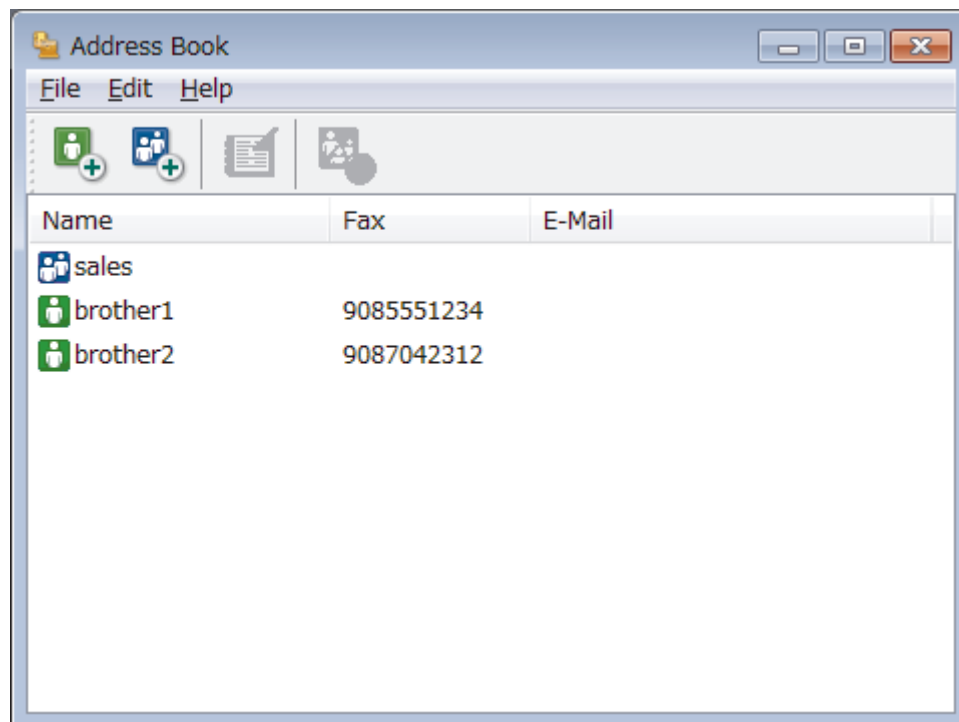 Address Book
File Edit Help
Name Fax E-Mail
sales
brother1 9085551234
brother2 9087042312